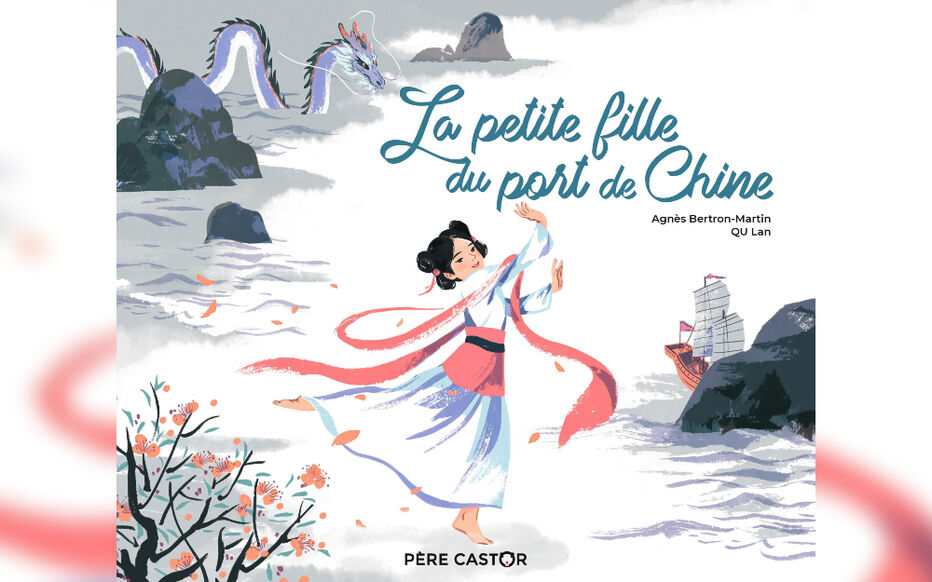 La petite fille
du port de Chine
Agnès Bertron-Martin
QU Lan
PÈRE CASTOR